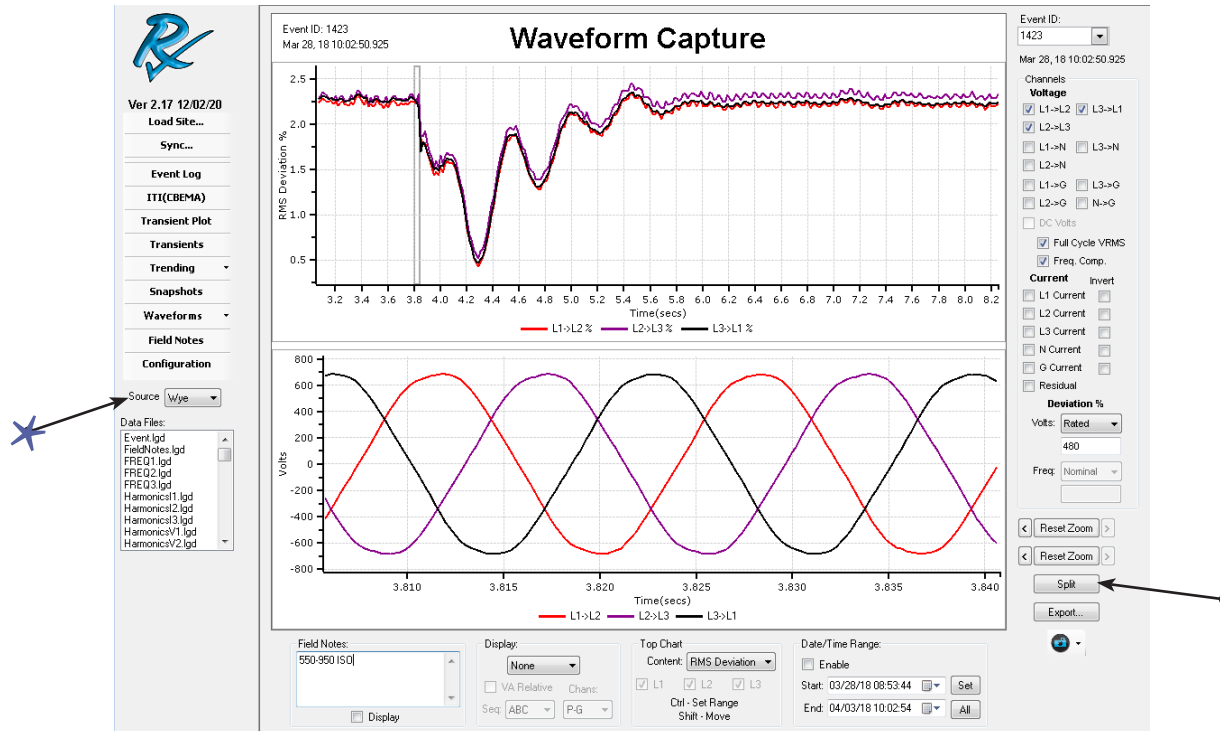 Rx
Ver 2.17 12/02/20
Load Site...
Sync...
Event Log
ITI(CBEMA)
Transient Plot
Transients
Trending
Snapshots
Waveforms
Field Notes
Configuration
Source Wye
Data Files:
Event.lgd
FieldNotes.lgd
FREQ1.lgd
FREQ2.lgd
FREQ3.lgd
HarmonicsI1.lgd
HarmonicsI2.lgd
HarmonicsI3.lgd
HarmonicsV1.lgd
HarmonicsV2.lgd
Event ID: 1423
Mar 28, 18 10:02:50.925
Waveform Capture
RMS Deviation %
2.5
2.0
1.5
1.0
0.5
3.2 3.4 3.6 3.8 4.0 4.2 4.4 4.6 4.8 5.0 5.2 5.4 5.6 5.8 6.0 6.2 6.4 6.6 6.8 7.0 7.2 7.4 7.6 7.8 8.0 8.2
Time(secs)
L1->L2 % L2->L3 % L3->L1 %
Volts
800
600
400
200
0
-200
-400
-600
-800
3.810 3.815 3.820 3.825 3.830 3.835 3.840
Time(secs)
L1->L2 L2->L3 L3->L1
Field Notes:
550-950 ISO
Display
Display:
None
VA Relative Chans:
Seq: ABC P-G
Top Chart
Content: RMS Deviation
L1 L2 L3
Ctrl - Set Range
Shift - Move
Date/Time Range:
Enable
Start: 03/28/18 08:53:44 Set
End: 04/03/18 10:02:54 All
Event ID:
1423
Mar 28, 18 10:02:50.925
Channels
Voltage
L1->L2 L3->L1
L2->L3
L1->N L3->N
L2->N
L1->G L3->G
L2->G N->G
DC Volts
Full Cycle VRMS
Freq. Comp.
Current Invert
L1 Current
L2 Current
L3 Current
N Current
G Current
Residual
Deviation %
Volts: Rated
480
Freq: Nominal
< Reset Zoom >
< Reset Zoom >
Split
Export...